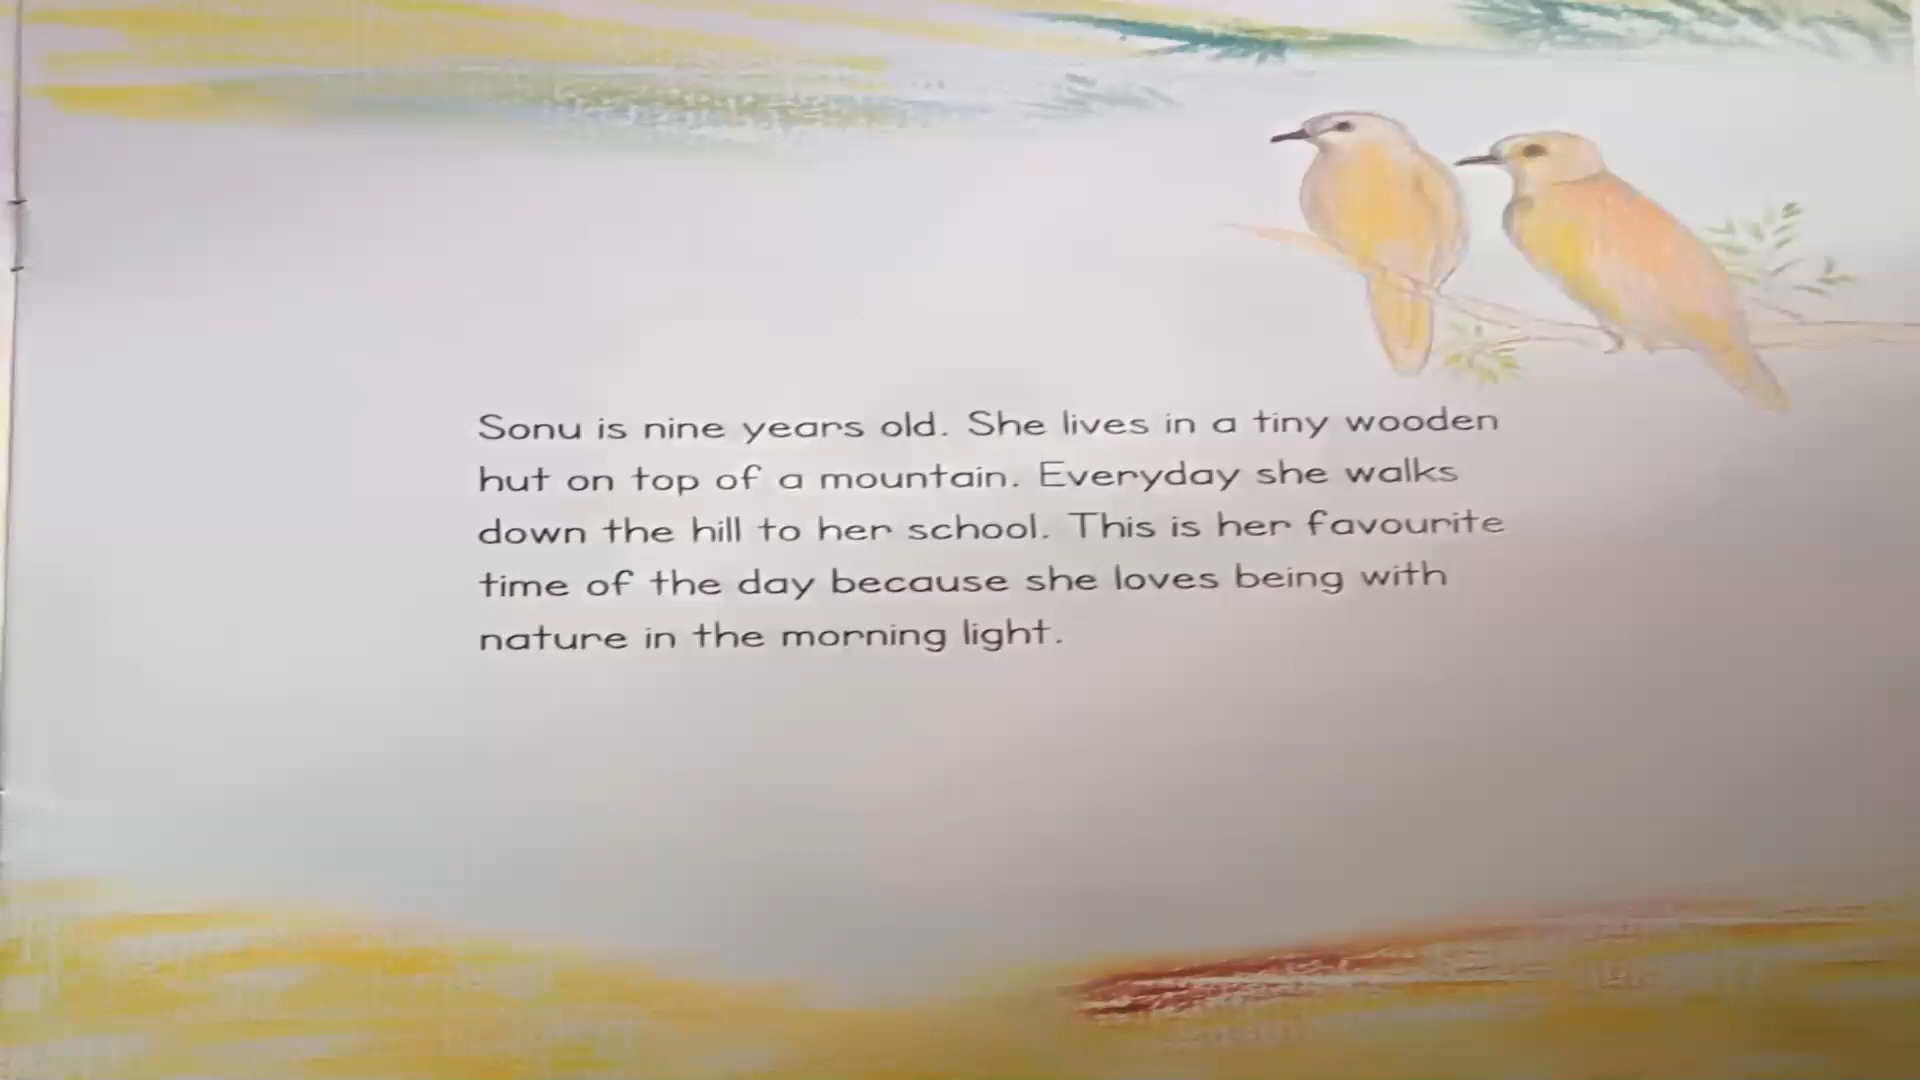 Sonu is nine years old. She lives in a tiny wooden
hut on top of a mountain. Everyday she walks
down the hill to her school. This is her favourite
time of the day because she loves being with
nature in the morning light.